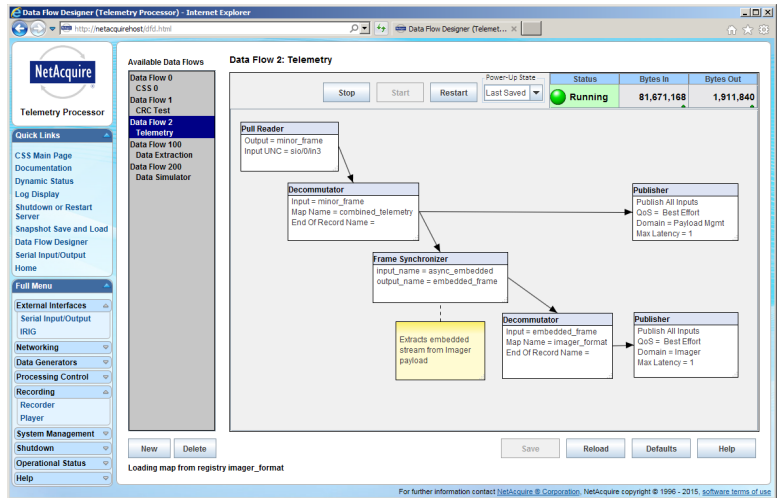 Data Flow Designer (Telemetry Processor) - Internet Explorer
http://netacquirehost/dfd.html
Data Flow Designer (Telemet...
NetAcquire
Telemetry Processor
Quick Links
CSS Main Page
Documentation
Dynamic Status
Log Display
Shutdown or Restart
Server
Snapshot Save and Load
Data Flow Designer
Serial Input/Output
Home
Full Menu
External Interfaces
Serial Input/Output
IRIG
Networking
Data Generators
Processing Control
Recording
Recorder
Player
System Management
Shutdown
Operational Status
Help
Available Data Flows
Data Flow 0
CSS 0
Data Flow 1
CRC Test
Data Flow 2
Telemetry
Data Flow 100
Data Extraction
Data Flow 200
Data Simulator
New
Delete
Loading map from registry imager_format
Data Flow 2: Telemetry
Stop
Start
Restart
Power-Up State
Last Saved
Status
Bytes In
Bytes Out
Running
81,671,168
1,911,840
Pull Reader
Output = minor_frame
Input UNC = sio/0/in3
Decommutator
Input = minor_frame
Map Name = combined_telemetry
End Of Record Name =
Publisher
Publish All Inputs
QoS = Best Effort
Domain = Payload Mgmt
Max Latency = 1
Frame Synchronizer
input_name = async_embedded
output_name = embedded_frame
Extracts embedded
stream from Imager
payload
Decommutator
Input = embedded_frame
Map Name = imager_format
End Of Record Name =
Publisher
Publish All Inputs
QoS = Best Effort
Domain = Imager
Max Latency = 1
Save
Reload
Defaults
Help
For further information contact NetAcquire ® Corporation. NetAcquire copyright © 1996 - 2015, software terms of use